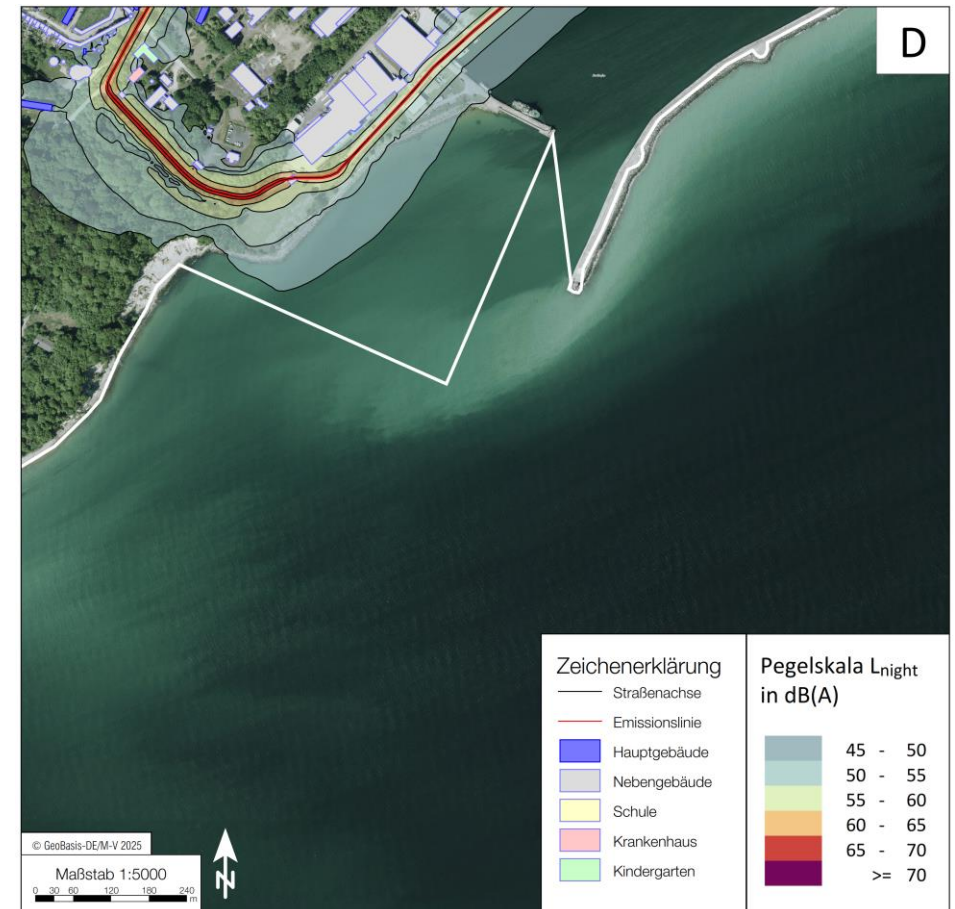 D
Zeichenerklärung
Straßenachse
Emissionslinie
Hauptgebäude
Nebengebäude
Schule
Krankenhaus
Kindergarten
Pegelskala Lnight
in dB(A)
45 - 50
50 - 55
55 - 60
60 - 65
65 - 70
>= 70
© GeoBasis-DE/M-V 2025
Maßstab 1:5000
0 30 60 120 180 240
m
N